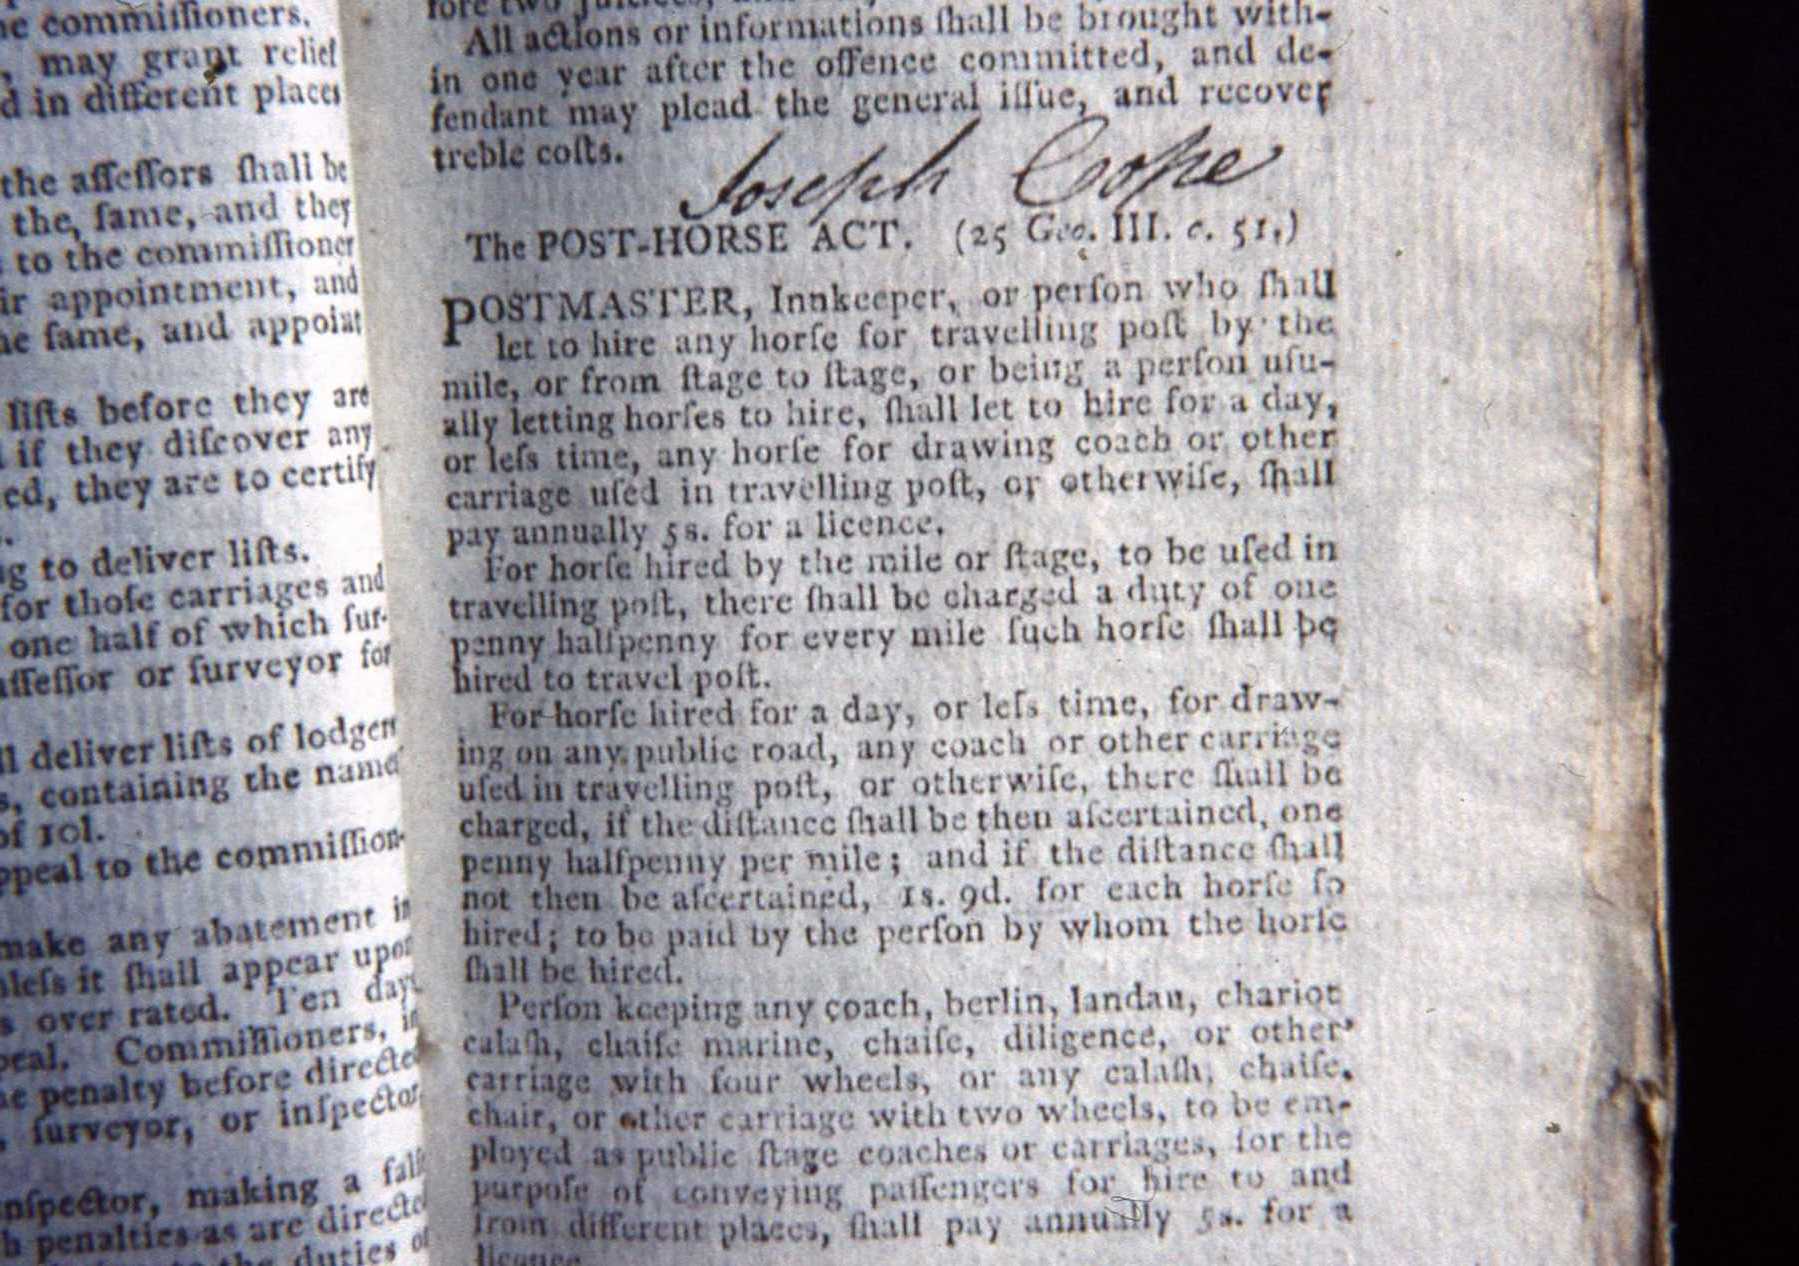 e commissioners.
, may grant relief
d in different places
the assessors shall be
the, same, and they
to the commissioner
ir appointment, and
e same, and appoint
lists before they are
if they discover any
ed, they are to certify
g to deliver lists.
for those carriages and
one half of which sur-
assessor or surveyor for
ll deliver lists of lodgers
s, containing the name
of 10l.
ppeal to the commission-
make any abatement in
nless it shall appear upon
s over rated. Ten days
peal. Commissioners, in
e penalty before directed
, surveyor, or inspector
inspector, making a false
h penalties as are directed
the duties of
fore two justices,
All actions or informations ſhall be brought with-
in one year after the offence committed, and de-
fendant may plead the general iſſue, and recover
treble coſts.
Joseph Cope
The POST-HORSE ACT. (25 Geo. III. c. 51.)
POSTMASTER, Innkeeper, or perſon who ſhall
let to hire any horſe for travelling poſt by the
mile, or from ſtage to ſtage, or being a perſon uſu-
ally letting horſes to hire, ſhall let to hire for a day,
or leſs time, any horſe for drawing coach or other
carriage uſed in travelling poſt, or otherwiſe, ſhall
pay annually 5s. for a licence.
For horſe hired by the mile or ſtage, to be uſed in
travelling poſt, there ſhall be charged a duty of one
penny halfpenny for every mile ſuch horſe ſhall be
hired to travel poſt.
For horſe hired for a day, or leſs time, for draw-
ing on any public road, any coach or other carriage
uſed in travelling poſt, or otherwiſe, there ſhall be
charged, if the diſtance ſhall be then aſcertained, one
penny halfpenny per mile; and if the diſtance ſhall
not then be aſcertained, 1s. 9d. for each horſe ſo
hired; to be paid by the perſon by whom the horſe
ſhall be hired.
Perſon keeping any coach, berlin, landau, chariot
calaſh, chaiſe marine, chaiſe, diligence, or other
carriage with four wheels, or any calaſh, chaiſe,
chair, or other carriage with two wheels, to be em-
ployed as public ſtage coaches or carriages, for the
purpoſe of conveying paſſengers for hire to and
from different places, ſhall pay annually 5s. for a
licence